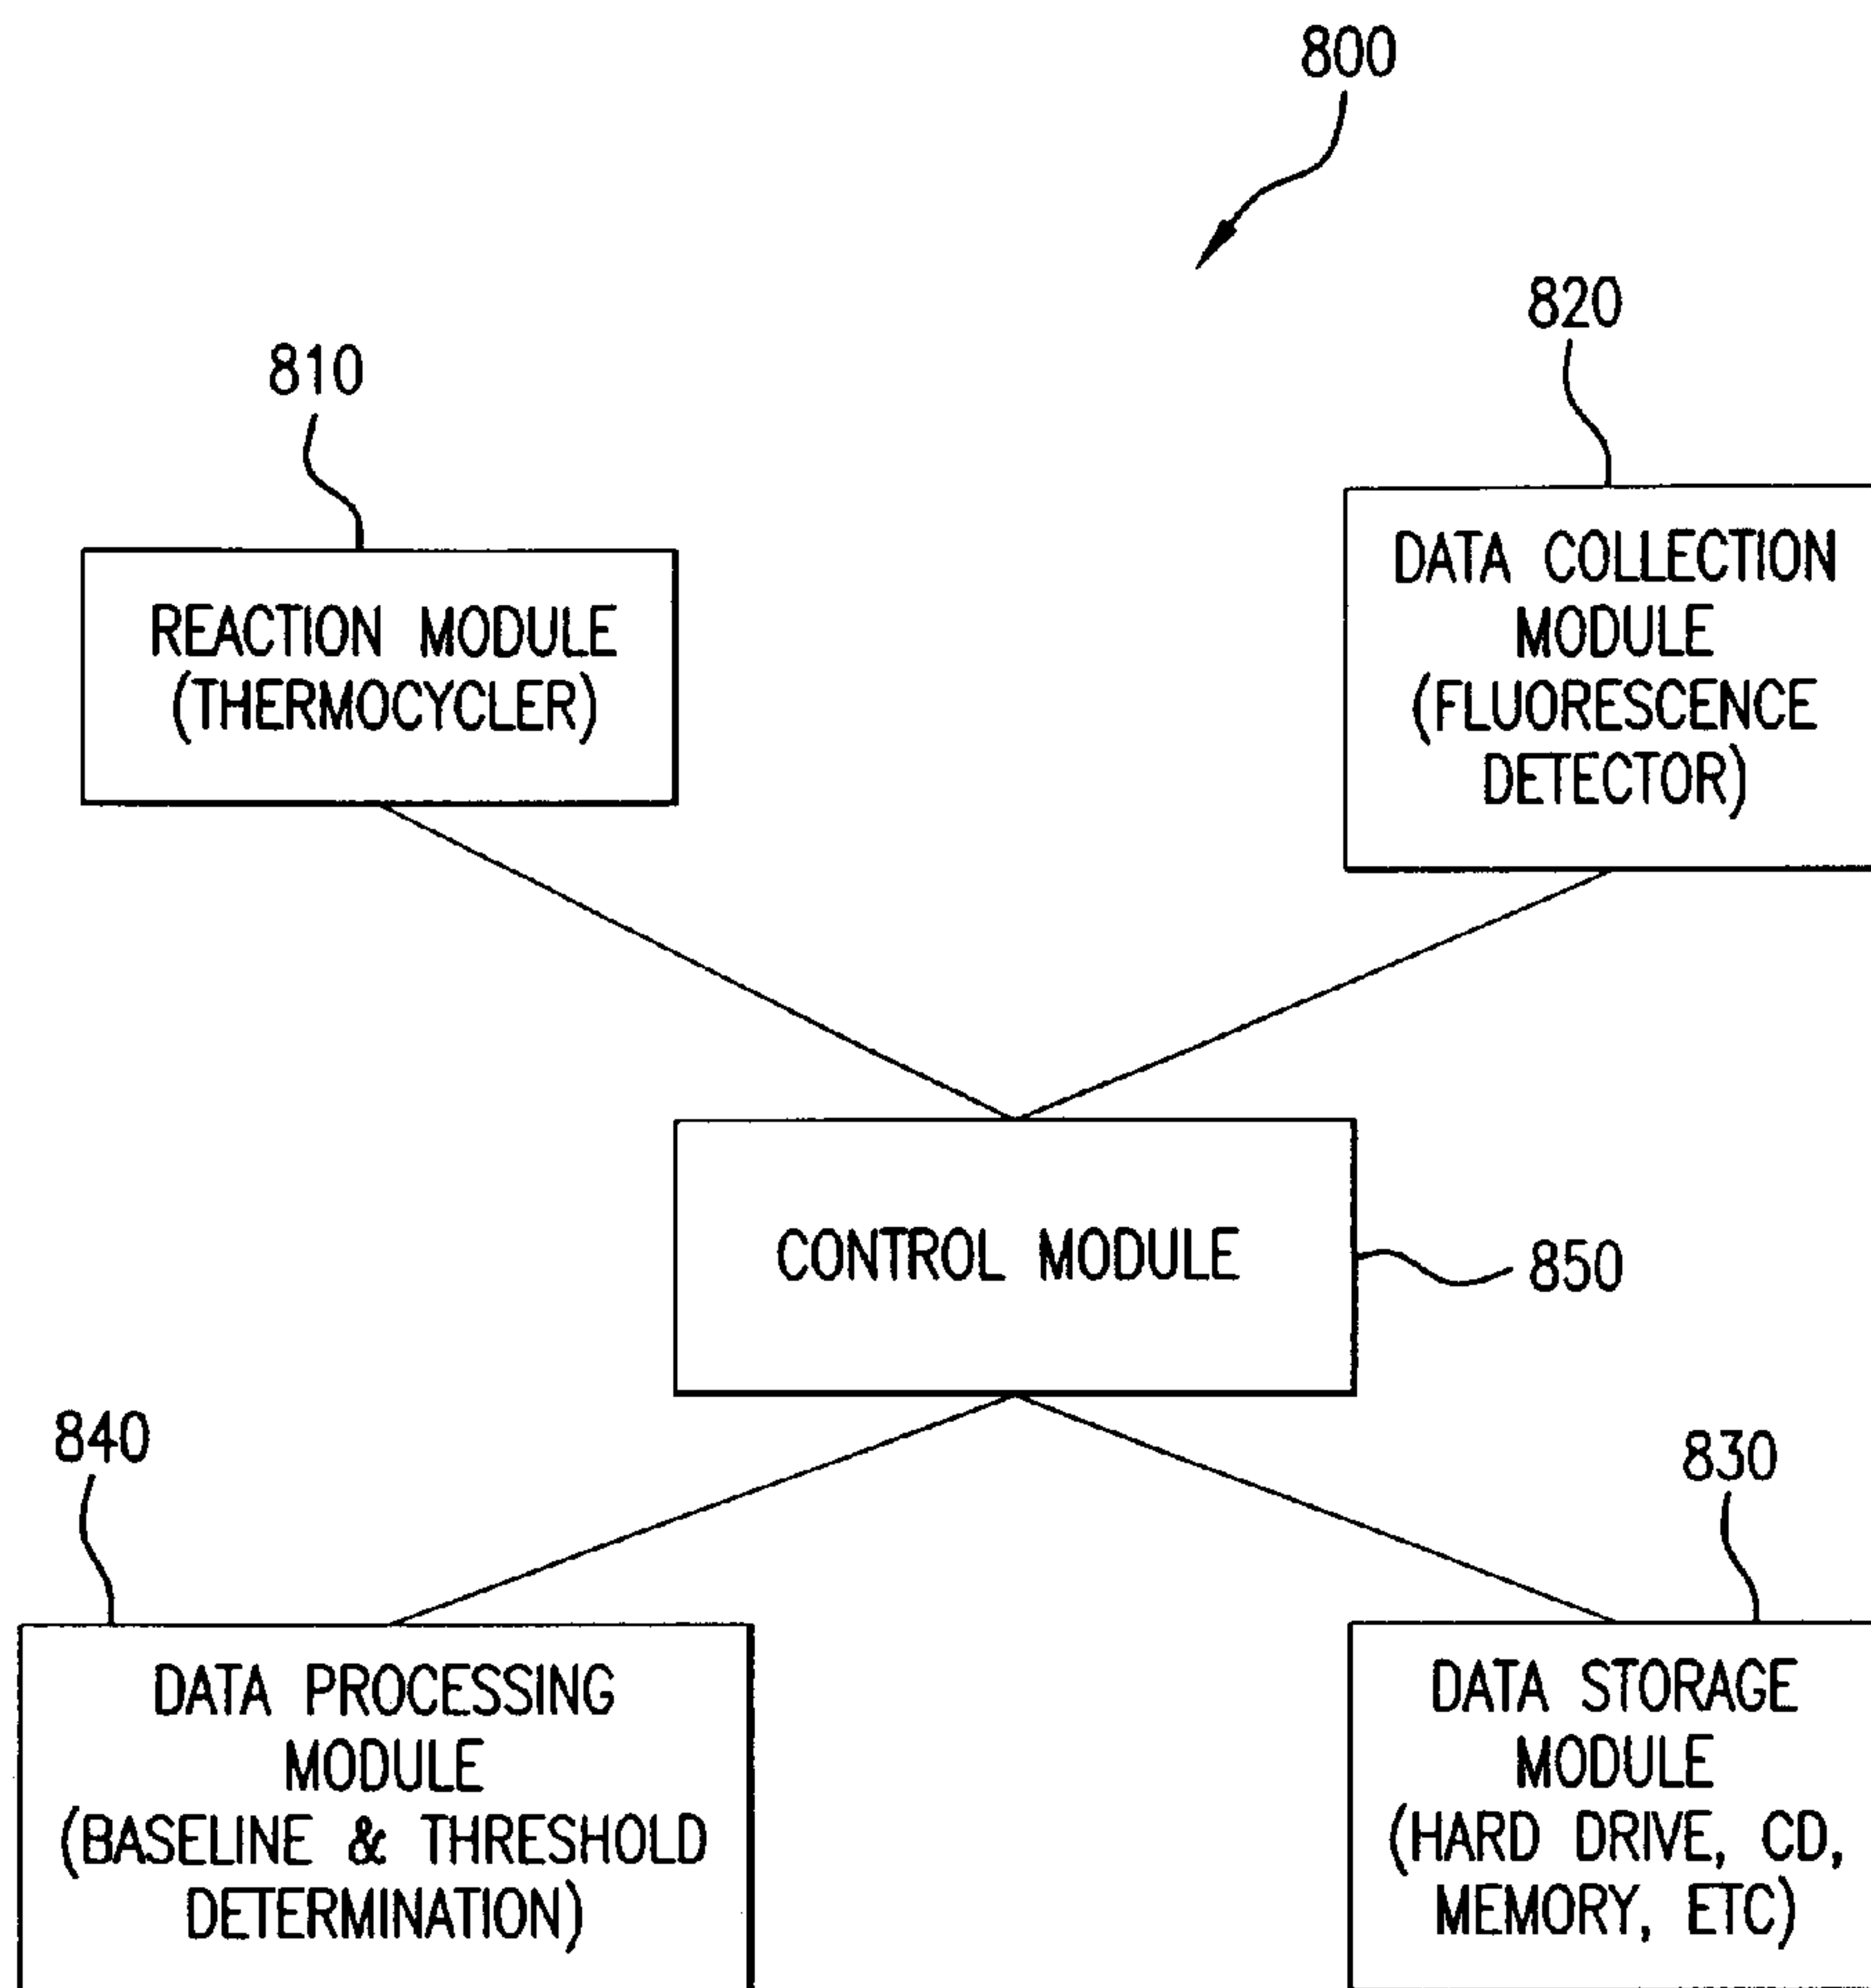 800
820
810
DATA COLLECTION
MODULE
(FLUORESCENCE
DETECTOR)
REACTION MODULE
(THERMOCYCLER)
CONTROL MODULE
850
840
830
DATA PROCESSING
MODULE
(BASELINE & THRESHOLD
DETERMINATION)
DATA STORAGE
MODULE
(HARD DRIVE, CD,
MEMORY, ETC)